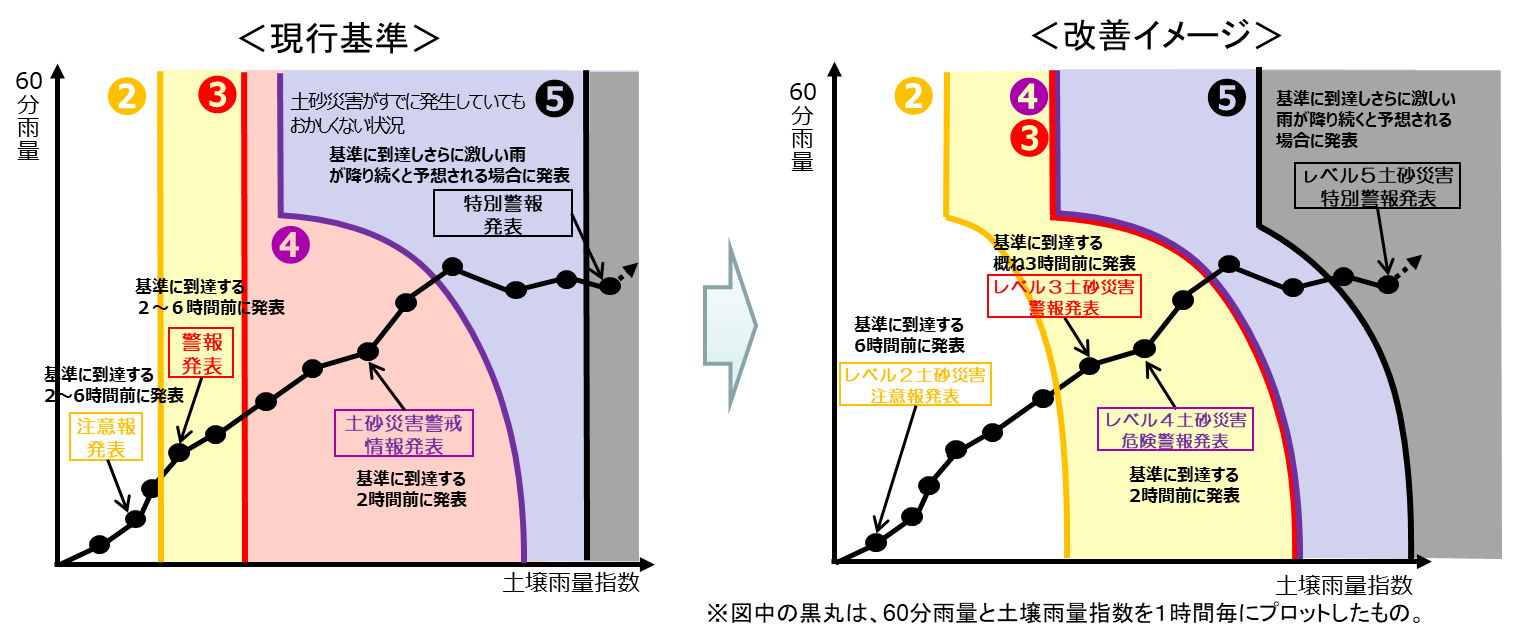 ＜現行基準＞
60
分
雨
量
❷
❸
土砂災害がすでに発生していても
おかしくない状況
❺
基準に到達しさらに激しい雨
が降り続くと予想される場合に発表
特別警報
発表
❹
基準に到達する
２～６時間前に発表
警報
発表
基準に到達する
2～6時間前に発表
注意報
発表
土砂災害警戒
情報発表
基準に到達する
2時間前に発表
土壌雨量指数
＜改善イメージ＞
60
分
雨
量
❷
❹
❸
❺
基準に到達しさらに激しい
雨が降り続くと予想される
場合に発表
レベル５土砂災害
特別警報発表
基準に到達する
概ね3時間前に発表
レベル３土砂災害
警報発表
基準に到達する
6時間前に発表
レベル２土砂災害
注意報発表
レベル４土砂災害
危険警報発表
基準に到達する
2時間前に発表
土壌雨量指数
※図中の黒丸は、60分雨量と土壌雨量指数を１時間毎にプロットしたもの。